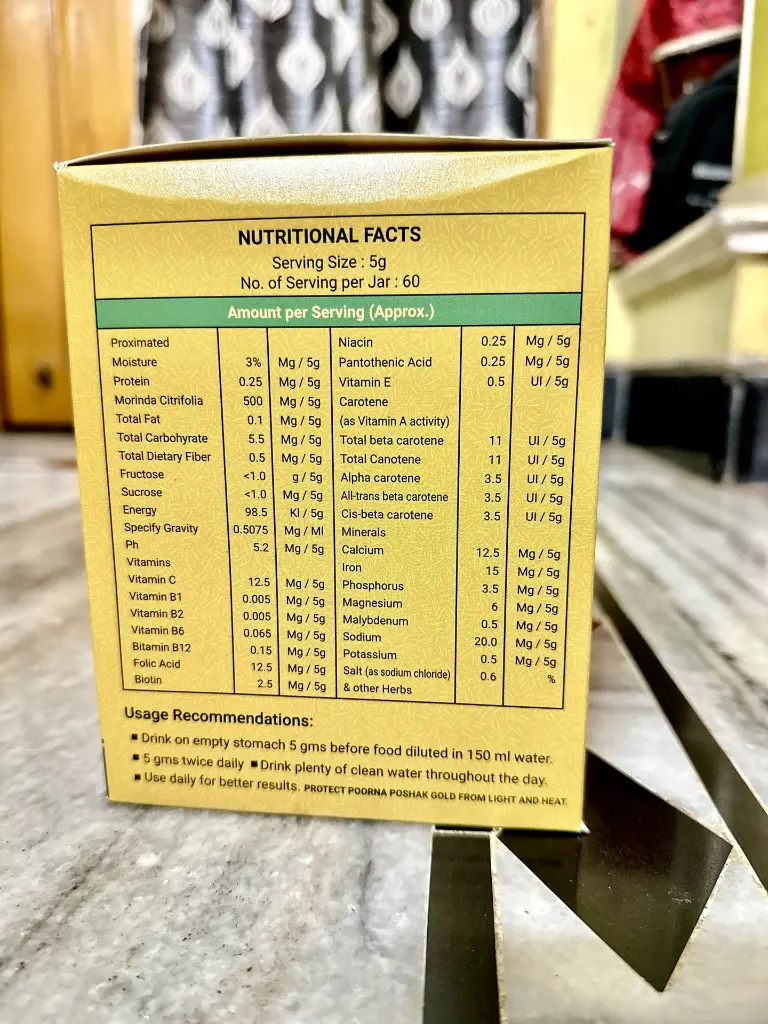 NUTRITIONAL FACTS
Serving Size : 5g
No. of Serving per Jar : 60
Amount per Serving (Approx.)
Proximated
Moisture 3% Mg / 5g
Protein 0.25 Mg / 5g
Morinda Citrifolia 500 Mg / 5g
Total Fat 0.1 Mg / 5g
Total Carbohyrate 5.5 Mg / 5g
Total Dietary Fiber 0.5 Mg / 5g
Fructose <1.0 g / 5g
Sucrose <1.0 Mg / 5g
Energy 98.5 KI / 5g
Specify Gravity 0.5075 Mg / MI
Ph 5.2 Mg / 5g
Vitamins
Vitamin C 12.5 Mg / 5g
Vitamin B1 0.005 Mg / 5g
Vitamin B2 0.005 Mg / 5g
Vitamin B6 0.065 Mg / 5g
Bitamin B12 0.15 Mg / 5g
Folic Acid 12.5 Mg / 5g
Biotin 2.5 Mg / 5g
Niacin 0.25 Mg / 5g
Pantothenic Acid 0.25 Mg / 5g
Vitamin E 0.5 UI / 5g
Carotene
(as Vitamin A activity)
Total beta carotene 11 UI / 5g
Total Canotene 11 UI / 5g
Alpha carotene 3.5 UI / 5g
All-trans beta carotene 3.5 UI / 5g
Cis-beta carotene 3.5 UI / 5g
Minerals
Calcium 12.5 Mg / 5g
Iron 15 Mg / 5g
Phosphorus 3.5 Mg / 5g
Magnesium 6 Mg / 5g
Malybdenum 0.5 Mg / 5g
Sodium 20.0 Mg / 5g
Potassium 0.5 Mg / 5g
Salt (as sodium chloride) 0.6 %
& other Herbs
Usage Recommendations:
▪ Drink on empty stomach 5 gms before food diluted in 150 ml water.
▪ 5 gms twice daily ▪ Drink plenty of clean water throughout the day.
▪ Use daily for better results. PROTECT POORNA POSHAK GOLD FROM LIGHT AND HEAT.